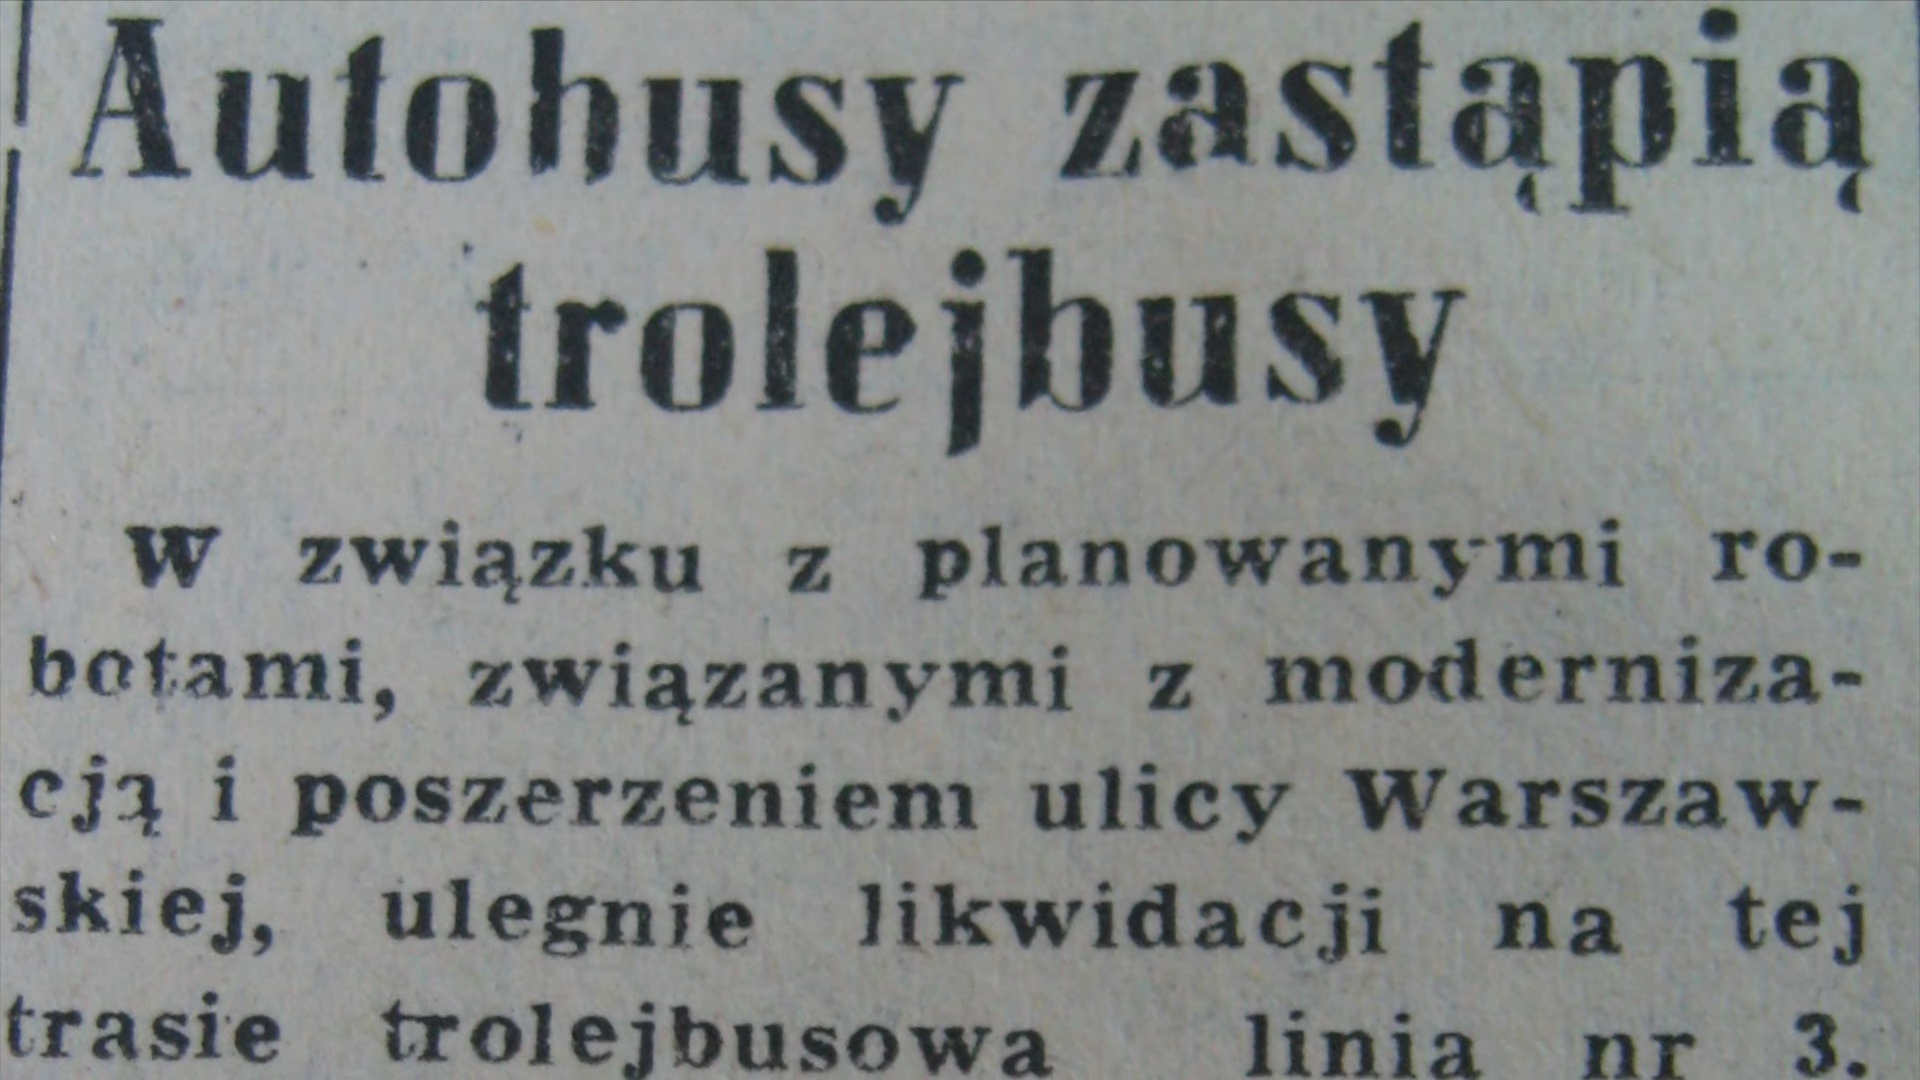 Autobusy zastąpią
trolejbusy
W związku z planowanymi ro-
botami, związanymi z moderniza-
cją i poszerzeniem ulicy Warszaw-
skiej, ulegnie likwidacji na tej
trasie trolejbusowa linia nr 3.